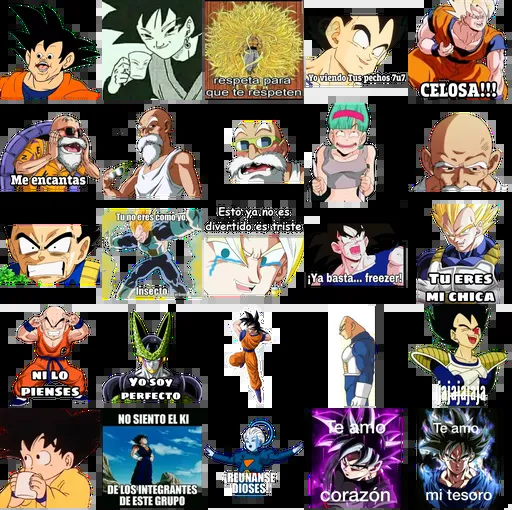 respeta para
que te respeten
Yo viendo Tus pechos 7u7
CELOSA!!!
Me encantas
Tu no eres como yo,
Insecto.
Esto ya no es
divertido es triste
¡Ya basta... freezer!
TU ERES
MI CHICA
NI LO
PIENSES
YO SOY
PERFECTO
jajajajaja
NO SIENTO EL KI
DE LOS INTEGRANTES
DE ESTE GRUPO
REUNANSE
DIOSES
Te amo
corazón
Te amo
mi tesoro